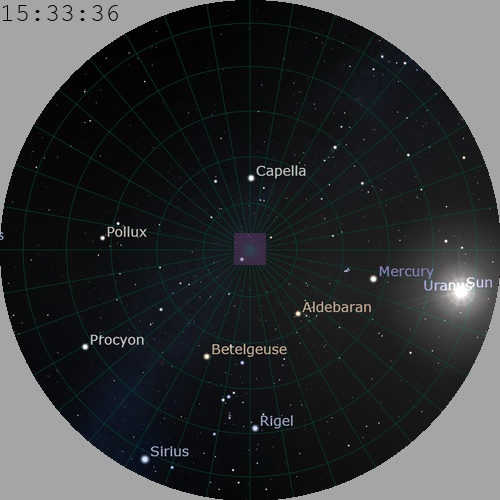 15:33:36
Capella
Pollux
s
Mercury
Uranus
Sun
Aldebaran
Procyon
Betelgeuse
Rigel
Sirius